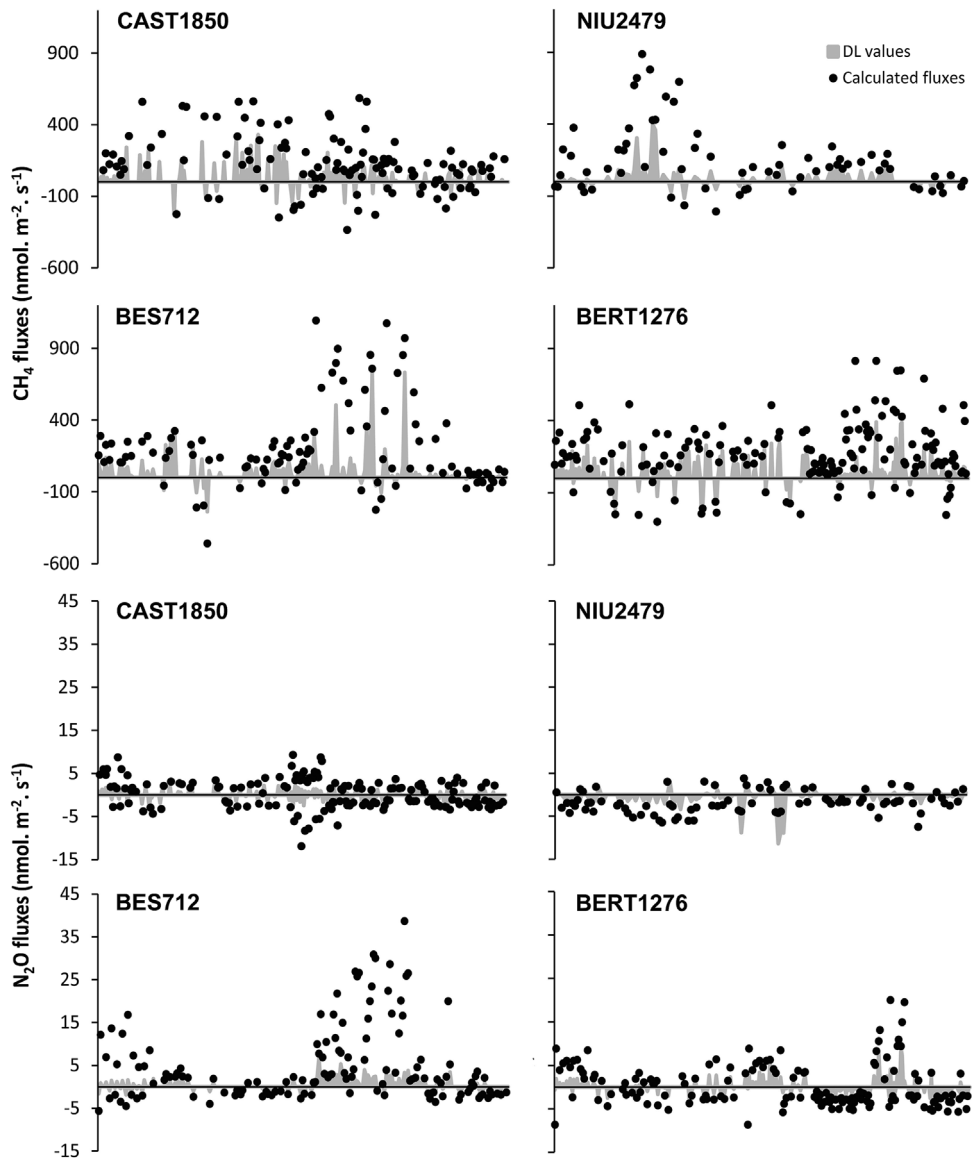 CAST1850
NIU2479
DL values
Calculated fluxes
900
400
-100
-600
CH4 fluxes (nmol. m-2. s-1)
BES712
BERT1276
900
400
-100
-600
CAST1850
NIU2479
45
35
25
15
5
-5
-15
N2O fluxes (nmol. m-2. s-1)
BES712
BERT1276
45
35
25
15
5
-5
-15